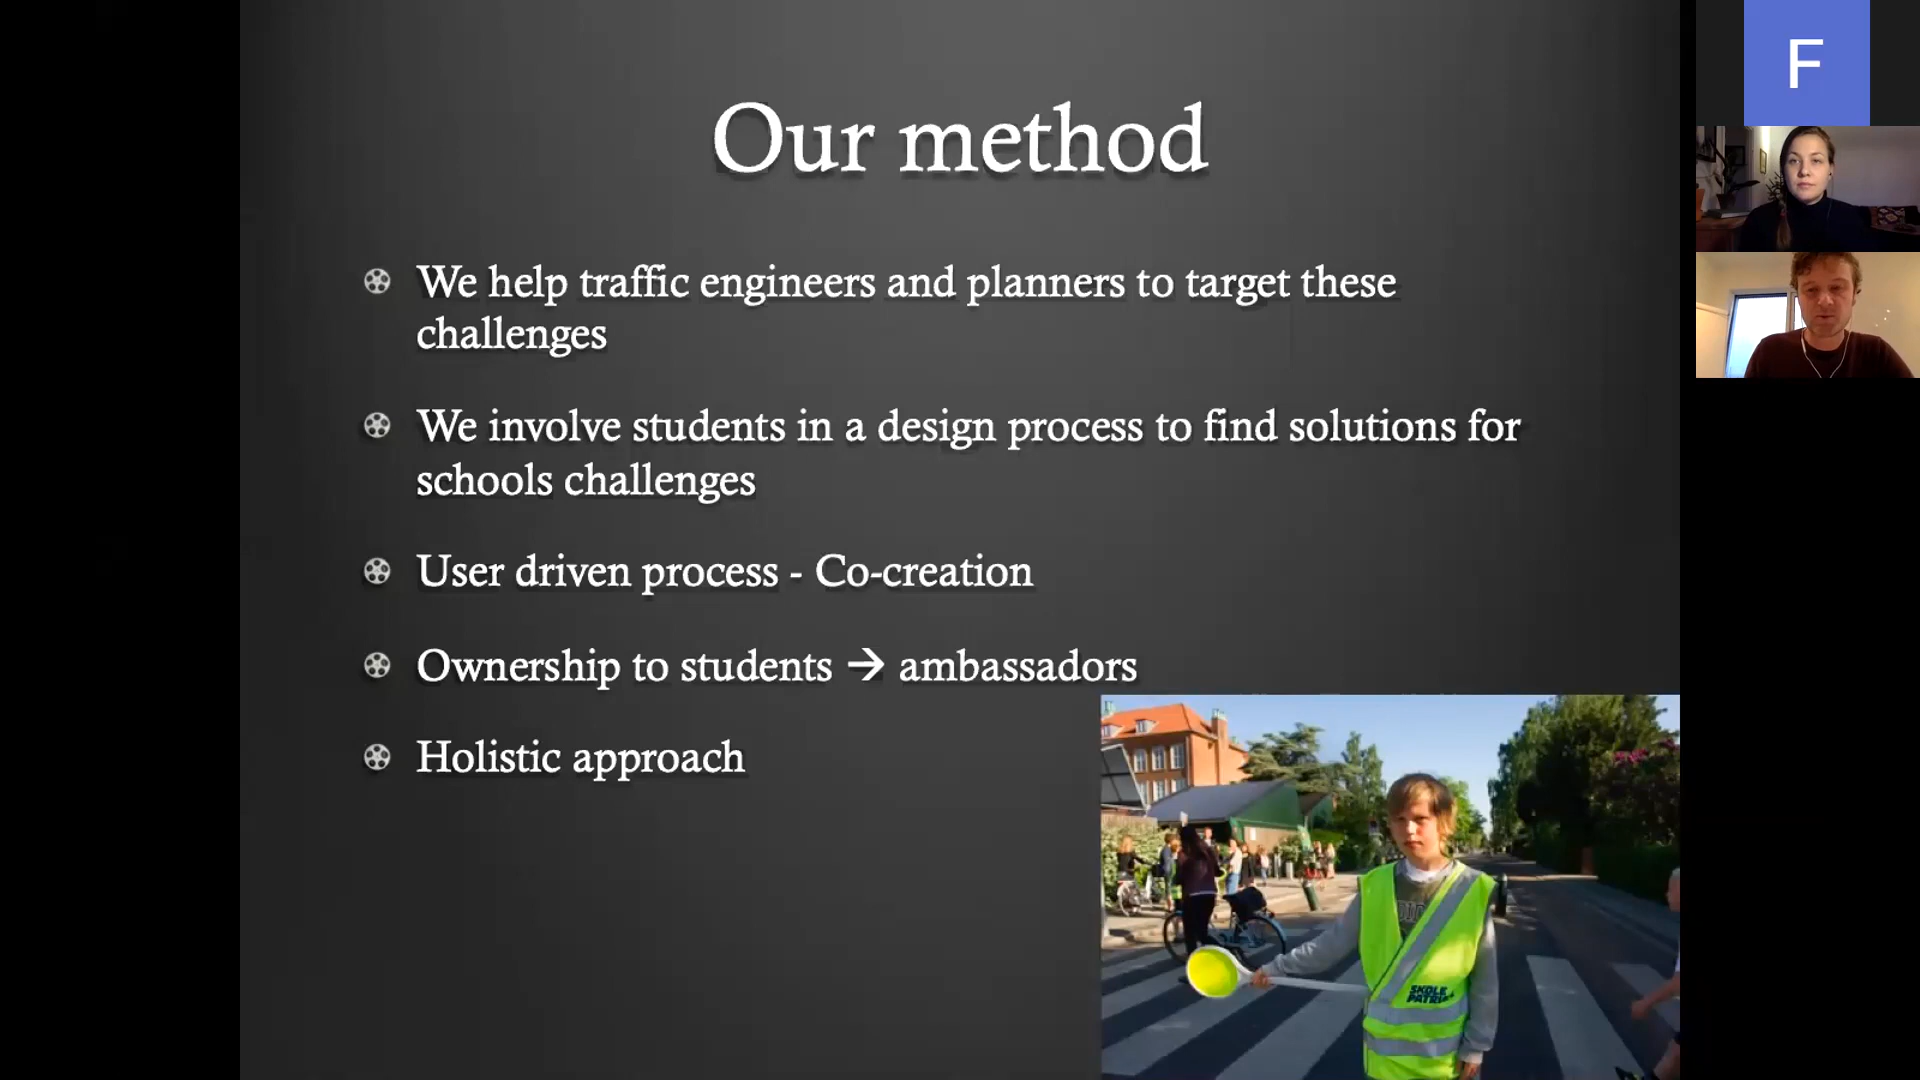 Our method
We help traffic engineers and planners to target these
challenges
We involve students in a design process to find solutions for
schools challenges
User driven process - Co-creation
Ownership to students → ambassadors
Holistic approach
F
SKOLE